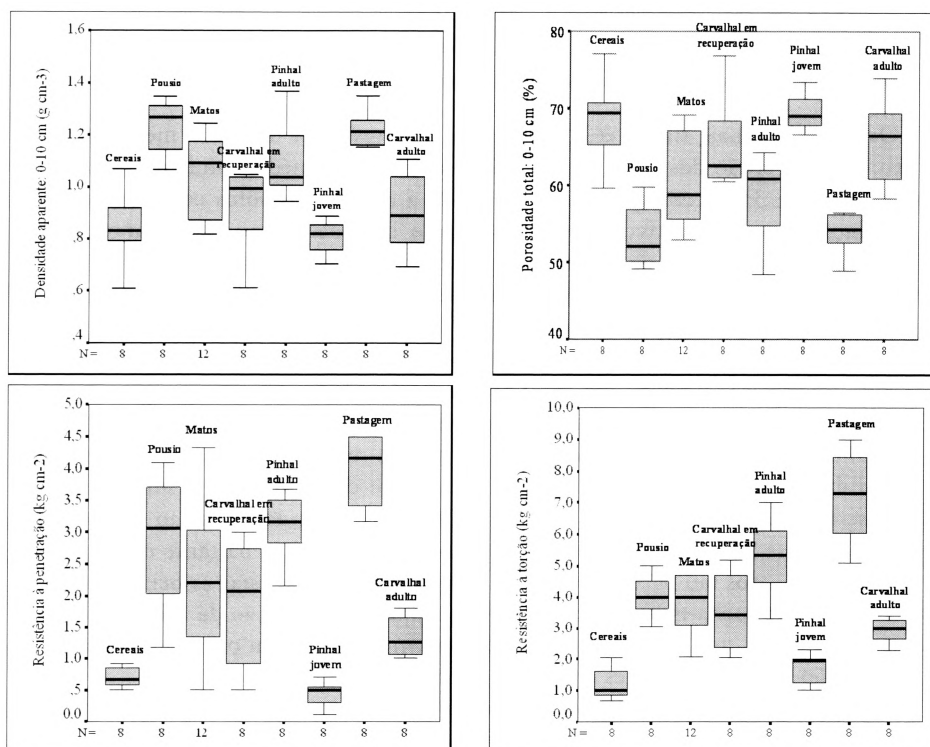 Densidade aparente: 0-10 cm (g cm-3)
1.6
1.4
1.2
1.0
.8
.6
.4
Cereais
Pousio
Matos
Carvalhal em
recuperação
Pinhal
adulto
Pinhal
jovem
Pastagem
Carvalhal
adulto
N = 8 8 12 8 8 8 8 8
Porosidade total: 0-10 cm (%)
80
70
60
50
40
Cereais
Pousio
Matos
Carvalhal em
recuperação
Pinhal
adulto
Pinhal
jovem
Pastagem
Carvalhal
adulto
N = 8 8 12 8 8 8 8 8
Resistência à penetração (kg cm-2)
5.0
4.5
4.0
3.5
3.0
2.5
2.0
1.5
1.0
.5
0.0
Cereais
Pousio
Matos
Carvalhal em
recuperação
Pinhal
adulto
Pinhal
jovem
Pastagem
Carvalhal
adulto
N = 8 8 12 8 8 8 8 8
Resistência à torção (kg cm-2)
10.0
9.0
8.0
7.0
6.0
5.0
4.0
3.0
2.0
1.0
0.0
Cereais
Pousio
Matos
Carvalhal em
recuperação
Pinhal
adulto
Pinhal
jovem
Pastagem
Carvalhal
adulto
N = 8 8 12 8 8 8 8 8